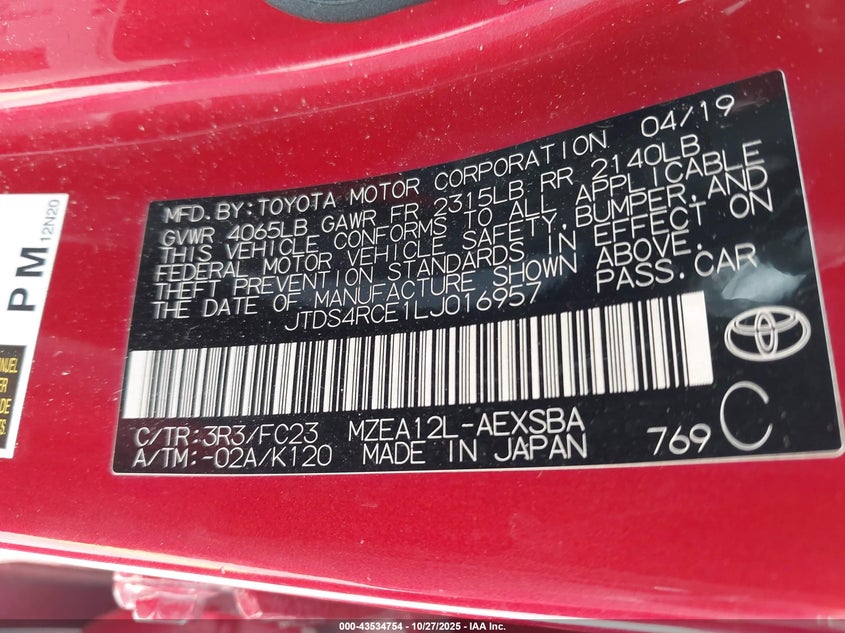 MFD. BY: TOYOTA MOTOR CORPORATION 04/19
GVWR 4065LB GAWR FR 2315LB RR 2140LB
THIS VEHICLE CONFORMS TO ALL APPLICABLE
FEDERAL MOTOR VEHICLE SAFETY, BUMPER, AND
THEFT PREVENTION STANDARDS IN EFFECT ON
THE DATE OF MANUFACTURE SHOWN ABOVE.
JTDS4RCE1LJ016957 PASS. CAR
C/TR: 3R3/FC23 MZEA12L-AEXSBA
A/TM: -02A/K120 MADE IN JAPAN 769 C
PM
12N20
000-43534754 | 10/27/2025 - IAA Inc.